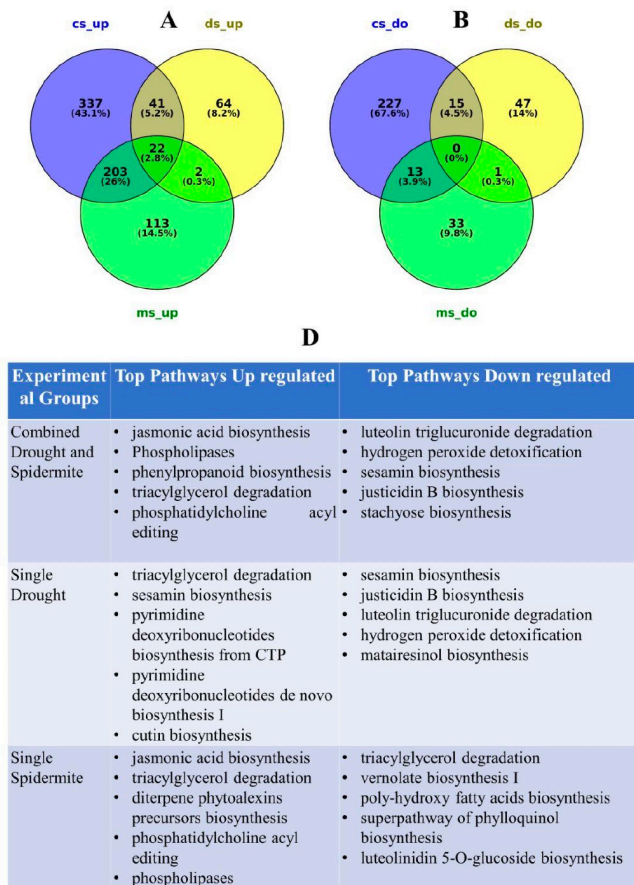 A
B
cs_up
ds_up
cs_do
ds_do
337
(43.1%)
41
(5.2%)
64
(8.2%)
22
(2.8%)
203
(26%)
2
(0.3%)
113
(14.5%)
ms_up
227
(67.6%)
15
(4.5%)
47
(14%)
0
(0%)
13
(3.9%)
1
(0.3%)
33
(9.8%)
ms_do
D
Experiment
al Groups
Top Pathways Up regulated
Top Pathways Down regulated
Combined
Drought and
Spidermite
• jasmonic acid biosynthesis
• Phospholipases
• phenylpropanoid biosynthesis
• triacylglycerol degradation
• phosphatidylcholine acyl
editing
• luteolin triglucuronide degradation
• hydrogen peroxide detoxification
• sesamin biosynthesis
• justicidin B biosynthesis
• stachyose biosynthesis
Single
Drought
• triacylglycerol degradation
• sesamin biosynthesis
• pyrimidine
deoxyribonucleotides
biosynthesis from CTP
• pyrimidine
deoxyribonucleotides de novo
biosynthesis I
• cutin biosynthesis
• sesamin biosynthesis
• justicidin B biosynthesis
• luteolin triglucuronide degradation
• hydrogen peroxide detoxification
• matairesinol biosynthesis
Single
Spidermite
• jasmonic acid biosynthesis
• triacylglycerol degradation
• diterpene phytoalexins
precursors biosynthesis
• phosphatidylcholine acyl
editing
• phospholipases
• triacylglycerol degradation
• vernolate biosynthesis I
• poly-hydroxy fatty acids biosynthesis
• superpathway of phylloquinol
biosynthesis
• luteolinidin 5-O-glucoside biosynthesis